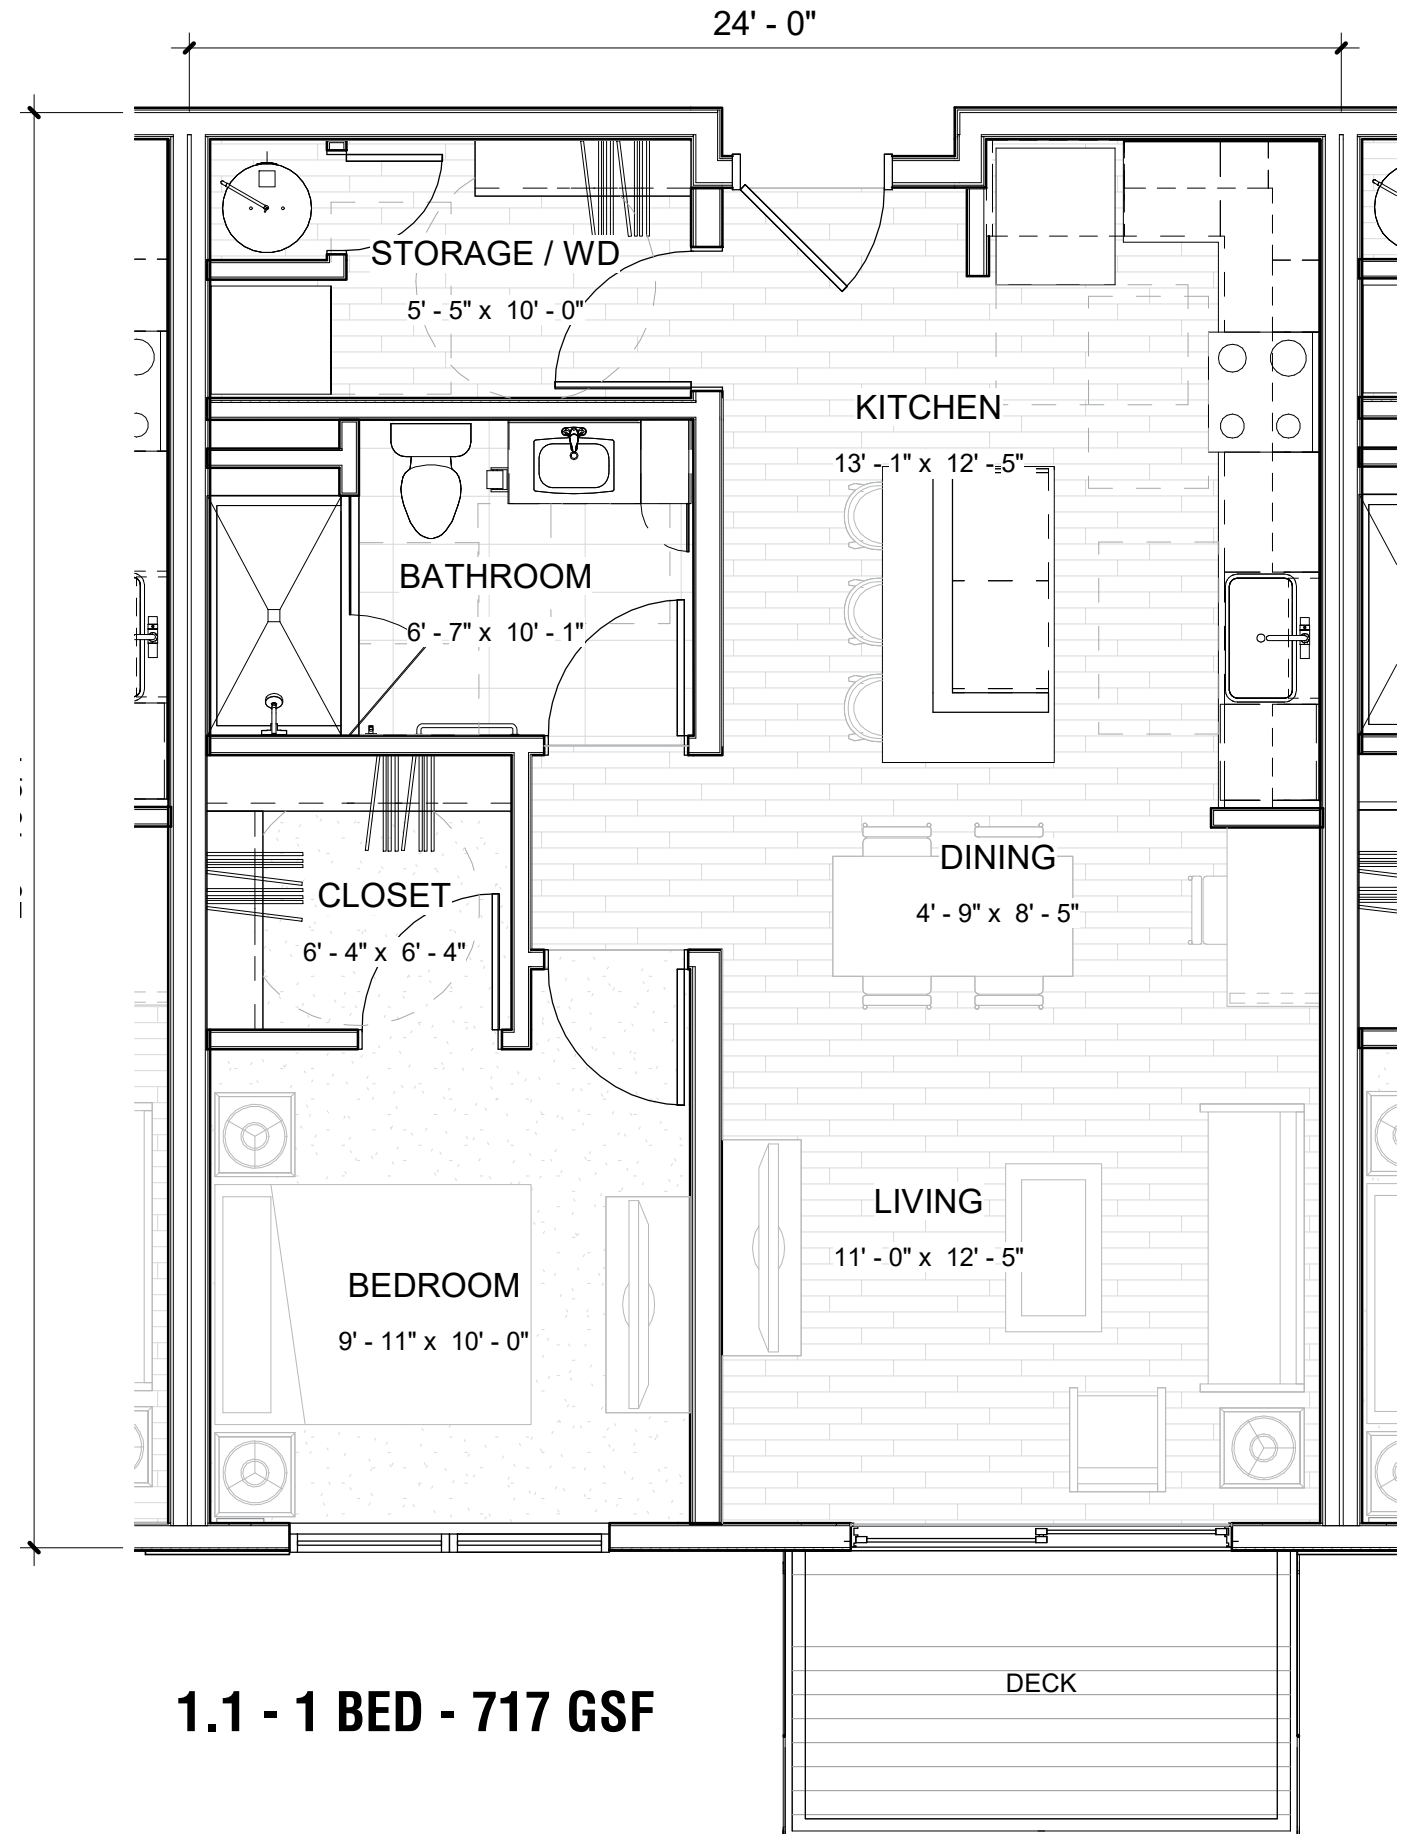 24' - 0"
STORAGE / WD
5' - 5" x 10' - 0"
KITCHEN
13' - 1" x 12' - 5"
BATHROOM
6' - 7" x 10' - 1"
DINING
4' - 9" x 8' - 5"
CLOSET
6' - 4" x 6' - 4"
LIVING
11' - 0" x 12' - 5"
BEDROOM
9' - 11" x 10' - 0"
DECK
1.1 - 1 BED - 717 GSF